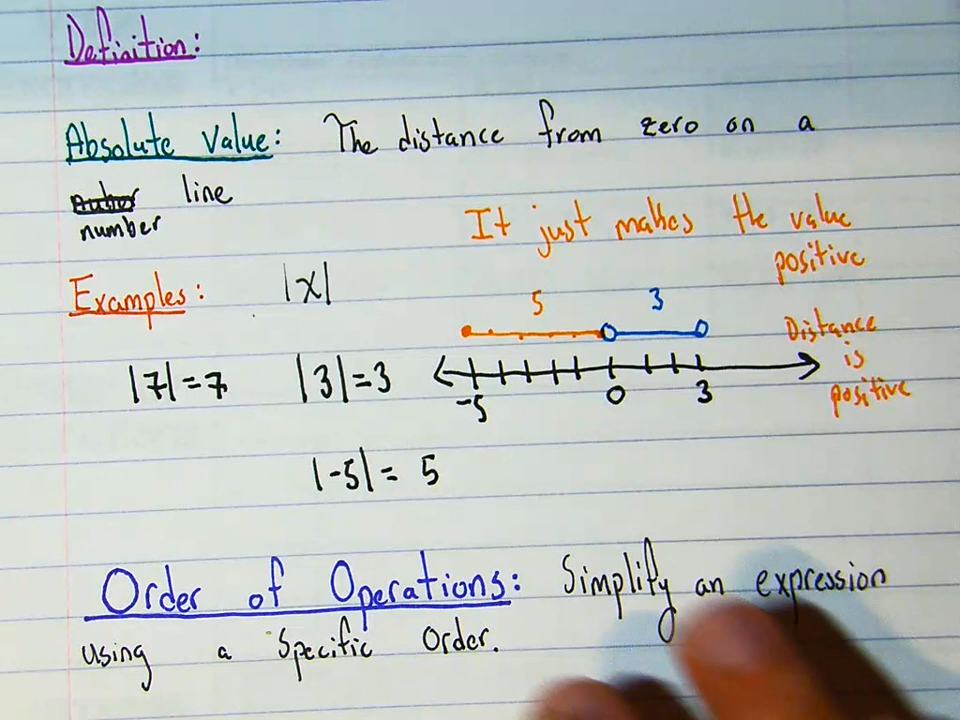 Definition:
Absolute Value: The distance from zero on a
line
number
It just makes the value
positive
Examples: |x|
5 3
Distance
is
positive
|7|=7 |3|=3
-5 0 3
|-5|= 5
Order of Operations: Simplify an expression
using a specific order.